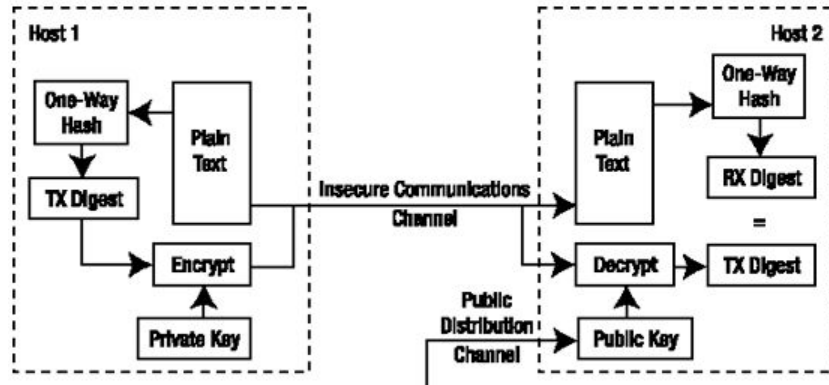 Host 1
One-Way
Hash
Plain
Text
TX Digest
Encrypt
Private Key
Insecure Communications
Channel
Public
Distribution
Channel
Host 2
Plain
Text
One-Way
Hash
RX Digest
=
Decrypt
TX Digest
Public Key